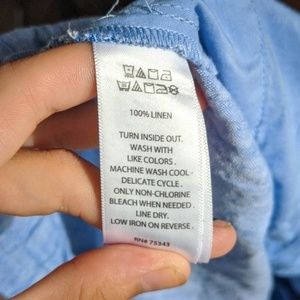 100% LINEN
TURN INSIDE OUT.
WASH WITH
LIKE COLORS.
MACHINE WASH COOL.
DELICATE CYCLE.
ONLY NON-CHLORINE
BLEACH WHEN NEEDED.
LINE DRY.
LOW IRON ON REVERSE.
RN# 75343